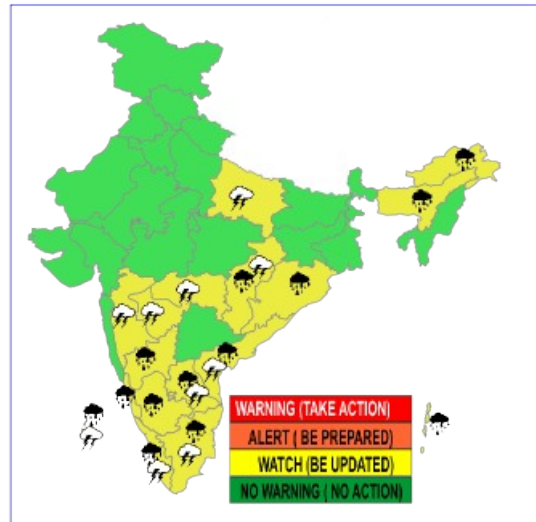 WARNING (TAKE ACTION)
ALERT ( BE PREPARED)
WATCH (BE UPDATED)
NO WARNING ( NO ACTION)